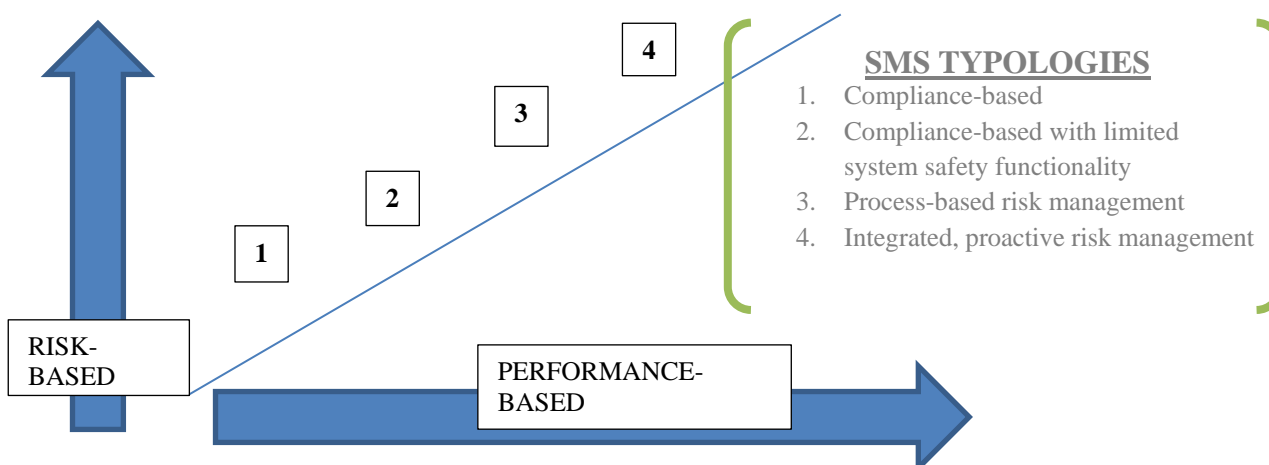 4
SMS TYPOLOGIES
1. Compliance-based
2. Compliance-based with limited
system safety functionality
3. Process-based risk management
4. Integrated, proactive risk management
3
2
1
RISK-
BASED
PERFORMANCE-
BASED